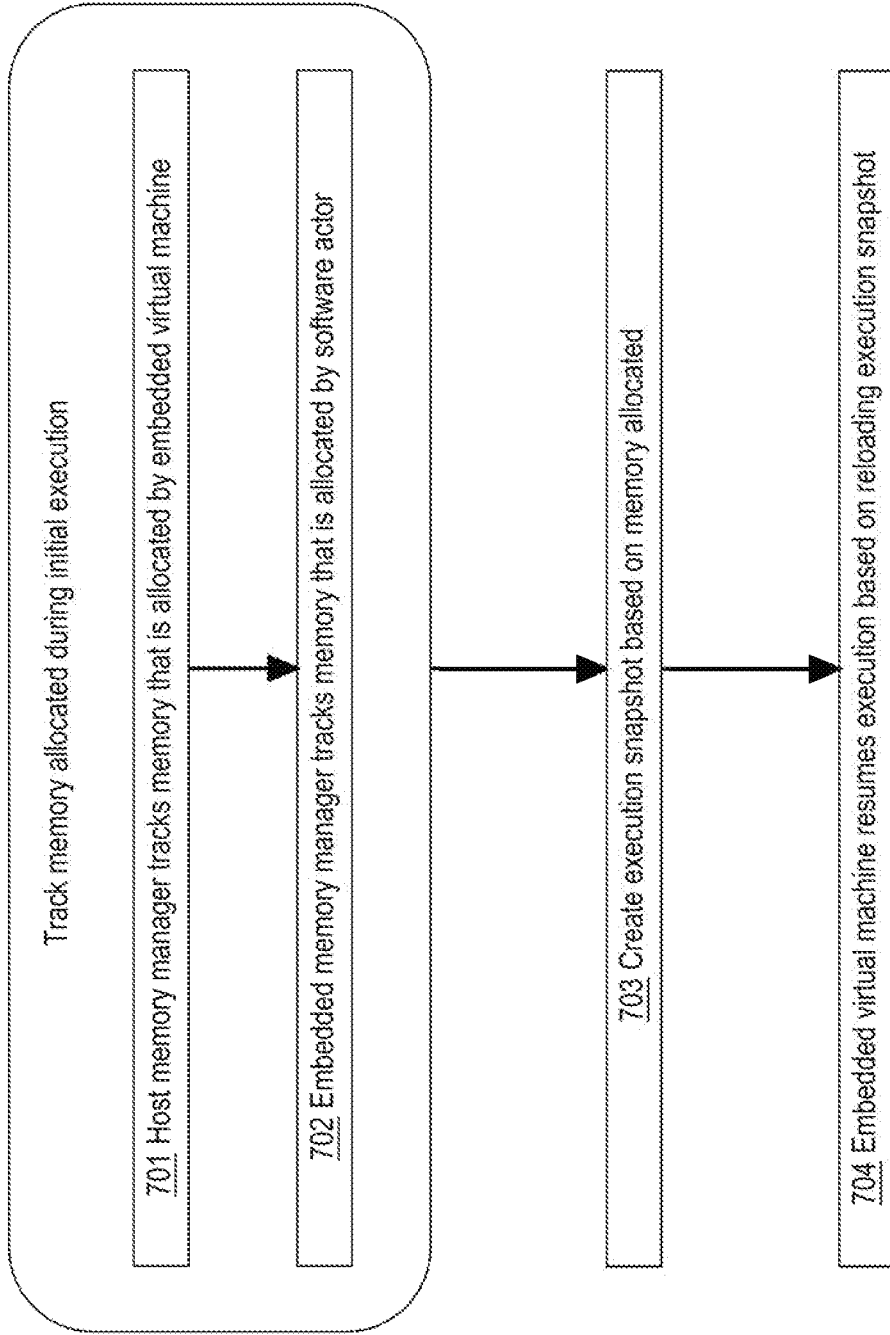 Track memory allocated during initial execution
701 Host memory manager tracks memory that is allocated by embedded virtual machine
702 Embedded memory manager tracks memory that is allocated by software actor
703 Create execution snapshot based on memory allocated
704 Embedded virtual machine resumes execution based on reloading execution snapshot